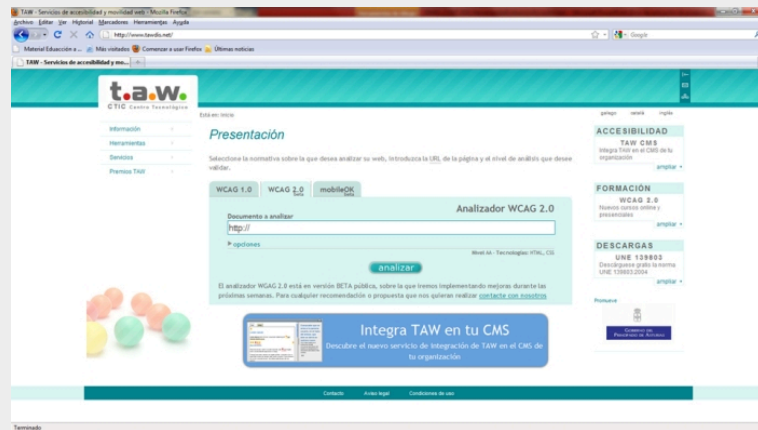 TAW - Servicios de accesibilidad y movilidad web - Mozilla Firefox
Archivo Editar Ver Historial Marcadores Herramientas Ayuda
http://www.tawdis.net/
Google
Material Eduacción a ... Más visitados Comenzar a usar Firefox Últimas noticias
TAW - Servicios de accesibilidad y mo...
t.a.w.
CTIC Centro Tecnológico
Está en: Inicio
galego català inglés
Información
Herramientas
Servicios
Premios TAW
Presentación
Seleccione la normativa sobre la que desea analizar su web, introduzca la URL de la página y el nivel de análisis que desee
validar.
WCAG 1.0 WCAG 2.0 beta mobileOK beta
Analizador WCAG 2.0
Documento a analizar
http://
opciones
Nivel: AA - Tecnologías: HTML, CSS
analizar
El analizador WGAG 2.0 está en versión BETA pública, sobre la que iremos implementando mejoras durante las
próximas semanas. Para cualquier recomendación o propuesta que nos quieran realizar contacte con nosotros
Integra TAW en tu CMS
Descubre el nuevo servicio de integración de TAW en el CMS de
tu organización
ACCESIBILIDAD
TAW CMS
Integra TAW en el CMS de tu
organización
ampliar
FORMACIÓN
WCAG 2.0
Nuevos cursos online y
presenciales
ampliar
DESCARGAS
UNE 139803
Descárguese gratis la norma
UNE 139803:2004
ampliar
Promueve
Gobierno del
Principado de Asturias
Contacto Aviso legal Condiciones de uso
Terminado